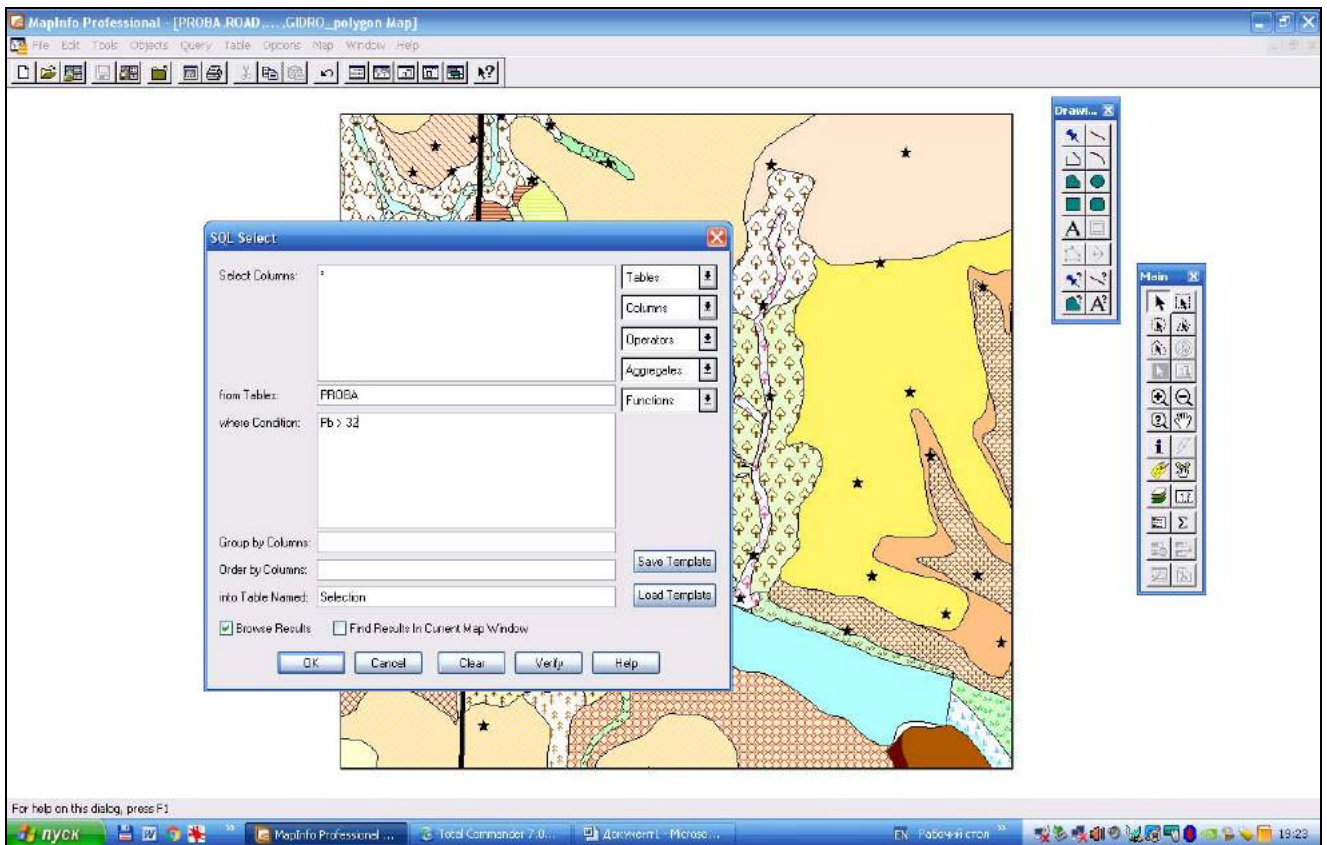 MapInfo Professional - [PROBA,ROAD,...,GIDRO_polygon Map]
File Edit Tools Objects Query Table Options Map Window Help
Drawi...
A
A?
Main
i
Σ
SQL Select
Select Columns: *
Tables
Columns
Operators
Aggregates
Functions
from Tables: PROBA
where Condition: Pb > 32
Group by Columns:
Order by Columns:
into Table Named: Selection
Save Template
Load Template
Browse Results Find Results In Current Map Window
OK Cancel Clear Verify Help
For help on this dialog, press F1
пуск MapInfo Professional ... Total Commander 7.0... Документ1 - Microso... EN Рабочий стол 19:23